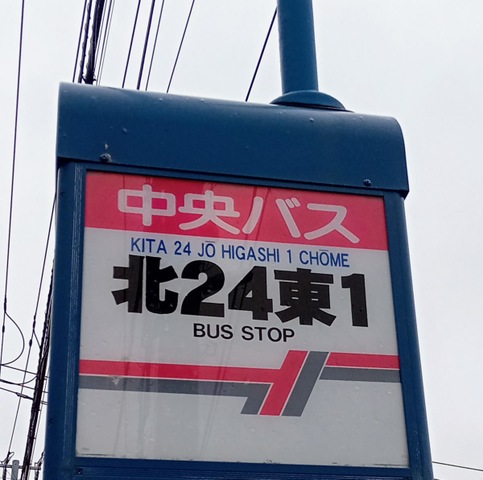 中央バス
KITA 24 JŌ HIGASHI 1 CHŌME
北24東1
BUS STOP